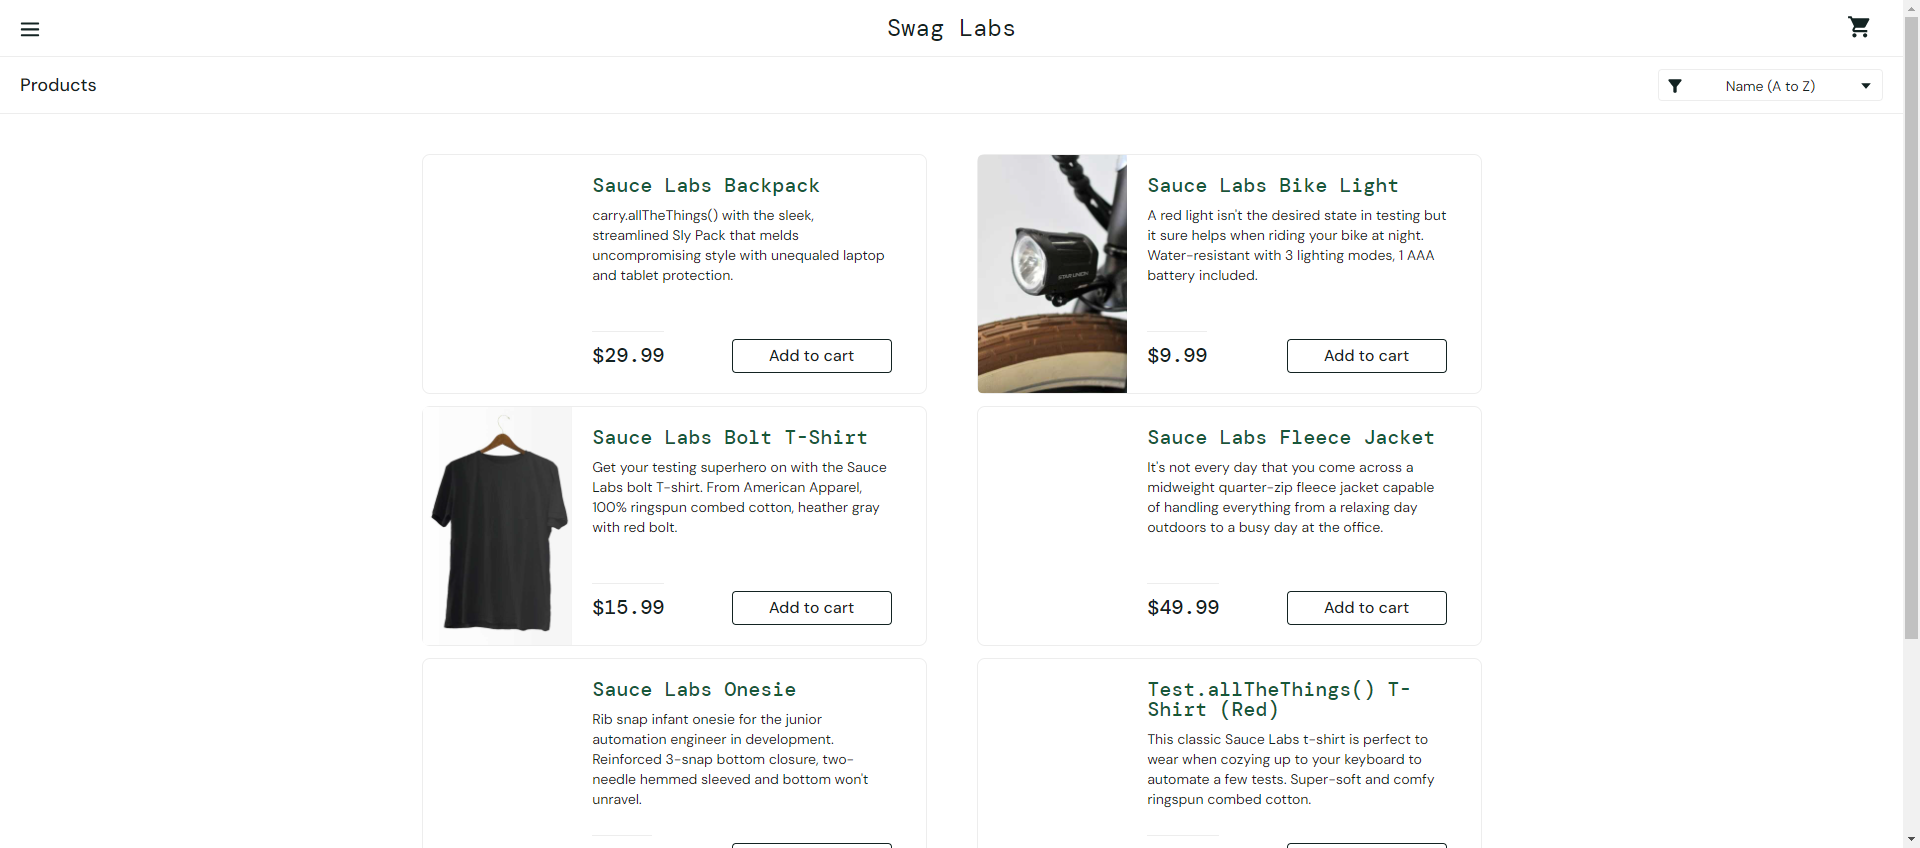 Swag Labs
Products
Name (A to Z)
Sauce Labs Backpack
carry.allTheThings() with the sleek,
streamlined Sly Pack that melds
uncompromising style with unequaled laptop
and tablet protection.
$29.99
Add to cart
Sauce Labs Bike Light
A red light isn't the desired state in testing but
it sure helps when riding your bike at night.
Water-resistant with 3 lighting modes, 1 AAA
battery included.
STAR UNION
$9.99
Add to cart
Sauce Labs Bolt T-Shirt
Get your testing superhero on with the Sauce
Labs bolt T-shirt. From American Apparel,
100% ringspun combed cotton, heather gray
with red bolt.
$15.99
Add to cart
Sauce Labs Fleece Jacket
It's not every day that you come across a
midweight quarter-zip fleece jacket capable
of handling everything from a relaxing day
outdoors to a busy day at the office.
$49.99
Add to cart
Sauce Labs Onesie
Rib snap infant onesie for the junior
automation engineer in development.
Reinforced 3-snap bottom closure, two-
needle hemmed sleeved and bottom won't
unravel.
Test.allTheThings() T-
Shirt (Red)
This classic Sauce Labs t-shirt is perfect to
wear when cozying up to your keyboard to
automate a few tests. Super-soft and comfy
ringspun combed cotton.